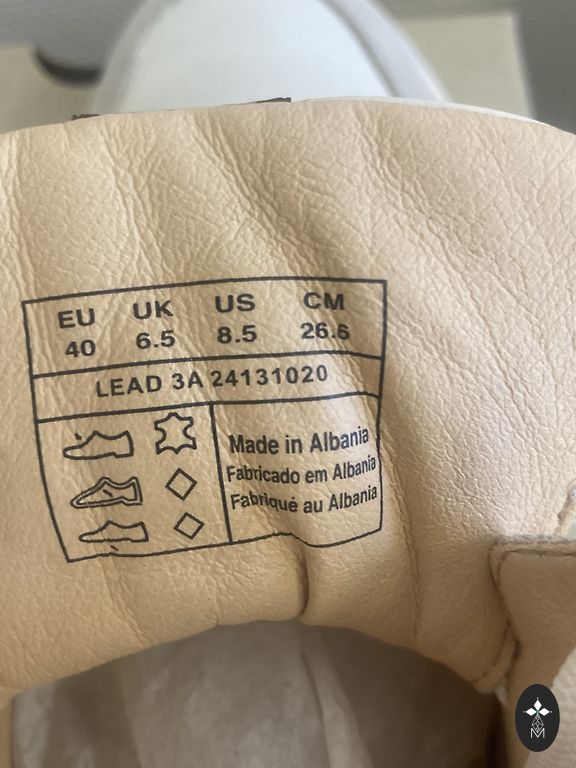 EU UK US CM
40 6.5 8.5 26.6
LEAD 3A 24131020
Made in Albania
Fabricado em Albania
Fabriqué au Albania
M